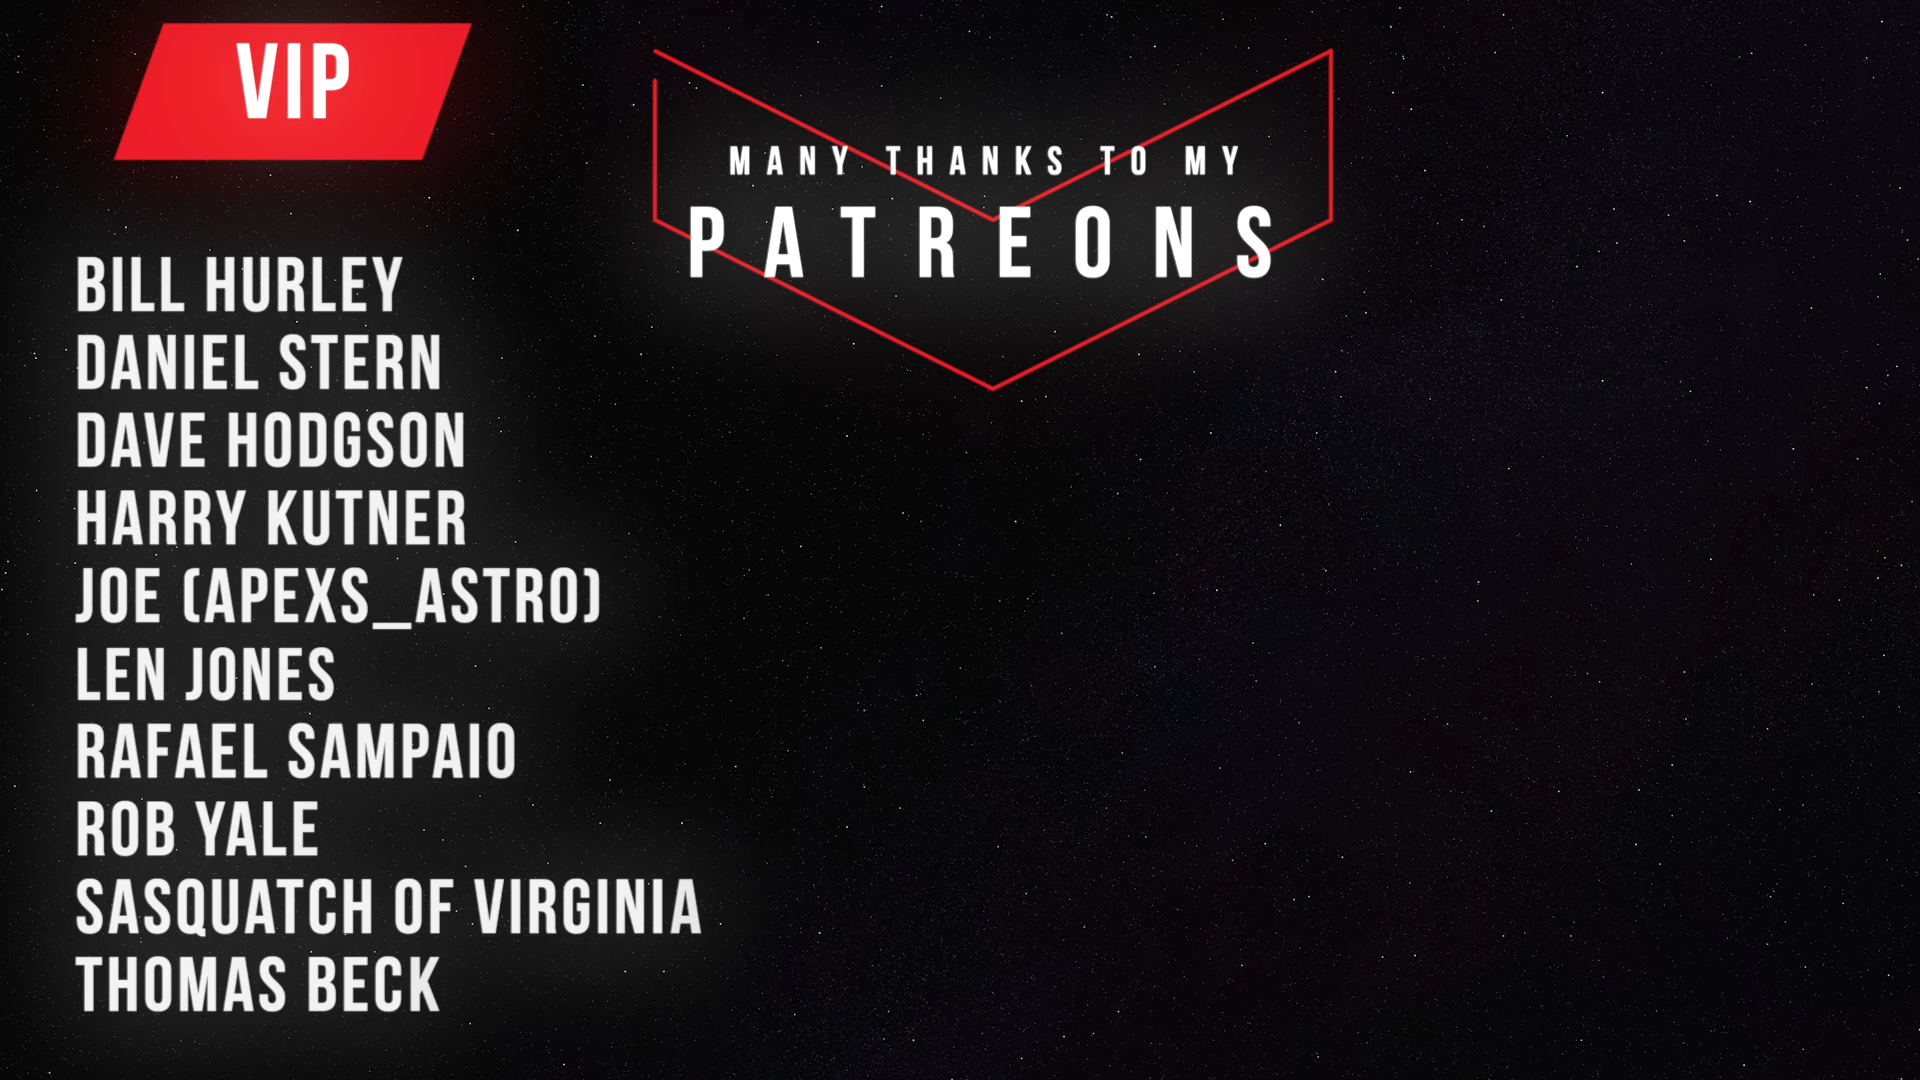 VIP
MANY THANKS TO MY
PATREONS
BILL HURLEY
DANIEL STERN
DAVE HODGSON
HARRY KUTNER
JOE (APEXS_ASTRO)
LEN JONES
RAFAEL SAMPAIO
ROB YALE
SASQUATCH OF VIRGINIA
THOMAS BECK